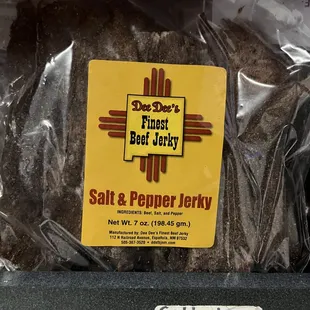 Dee Dee's
Finest
Beef Jerky
Salt & Pepper Jerky
INGREDIENTS: Beef, Salt, and Pepper
Net Wt. 7 oz. (198.45 gm.)
Manufactured by: Dee Dee's Finest Beef Jerky